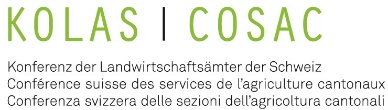 KOLAS | COSAC
Konferenz der Landwirtschaftsämter der Schweiz
Conférence suisse des services de l'agriculture cantonaux
Conferenza svizzera delle sezioni dell'agricoltura cantonali